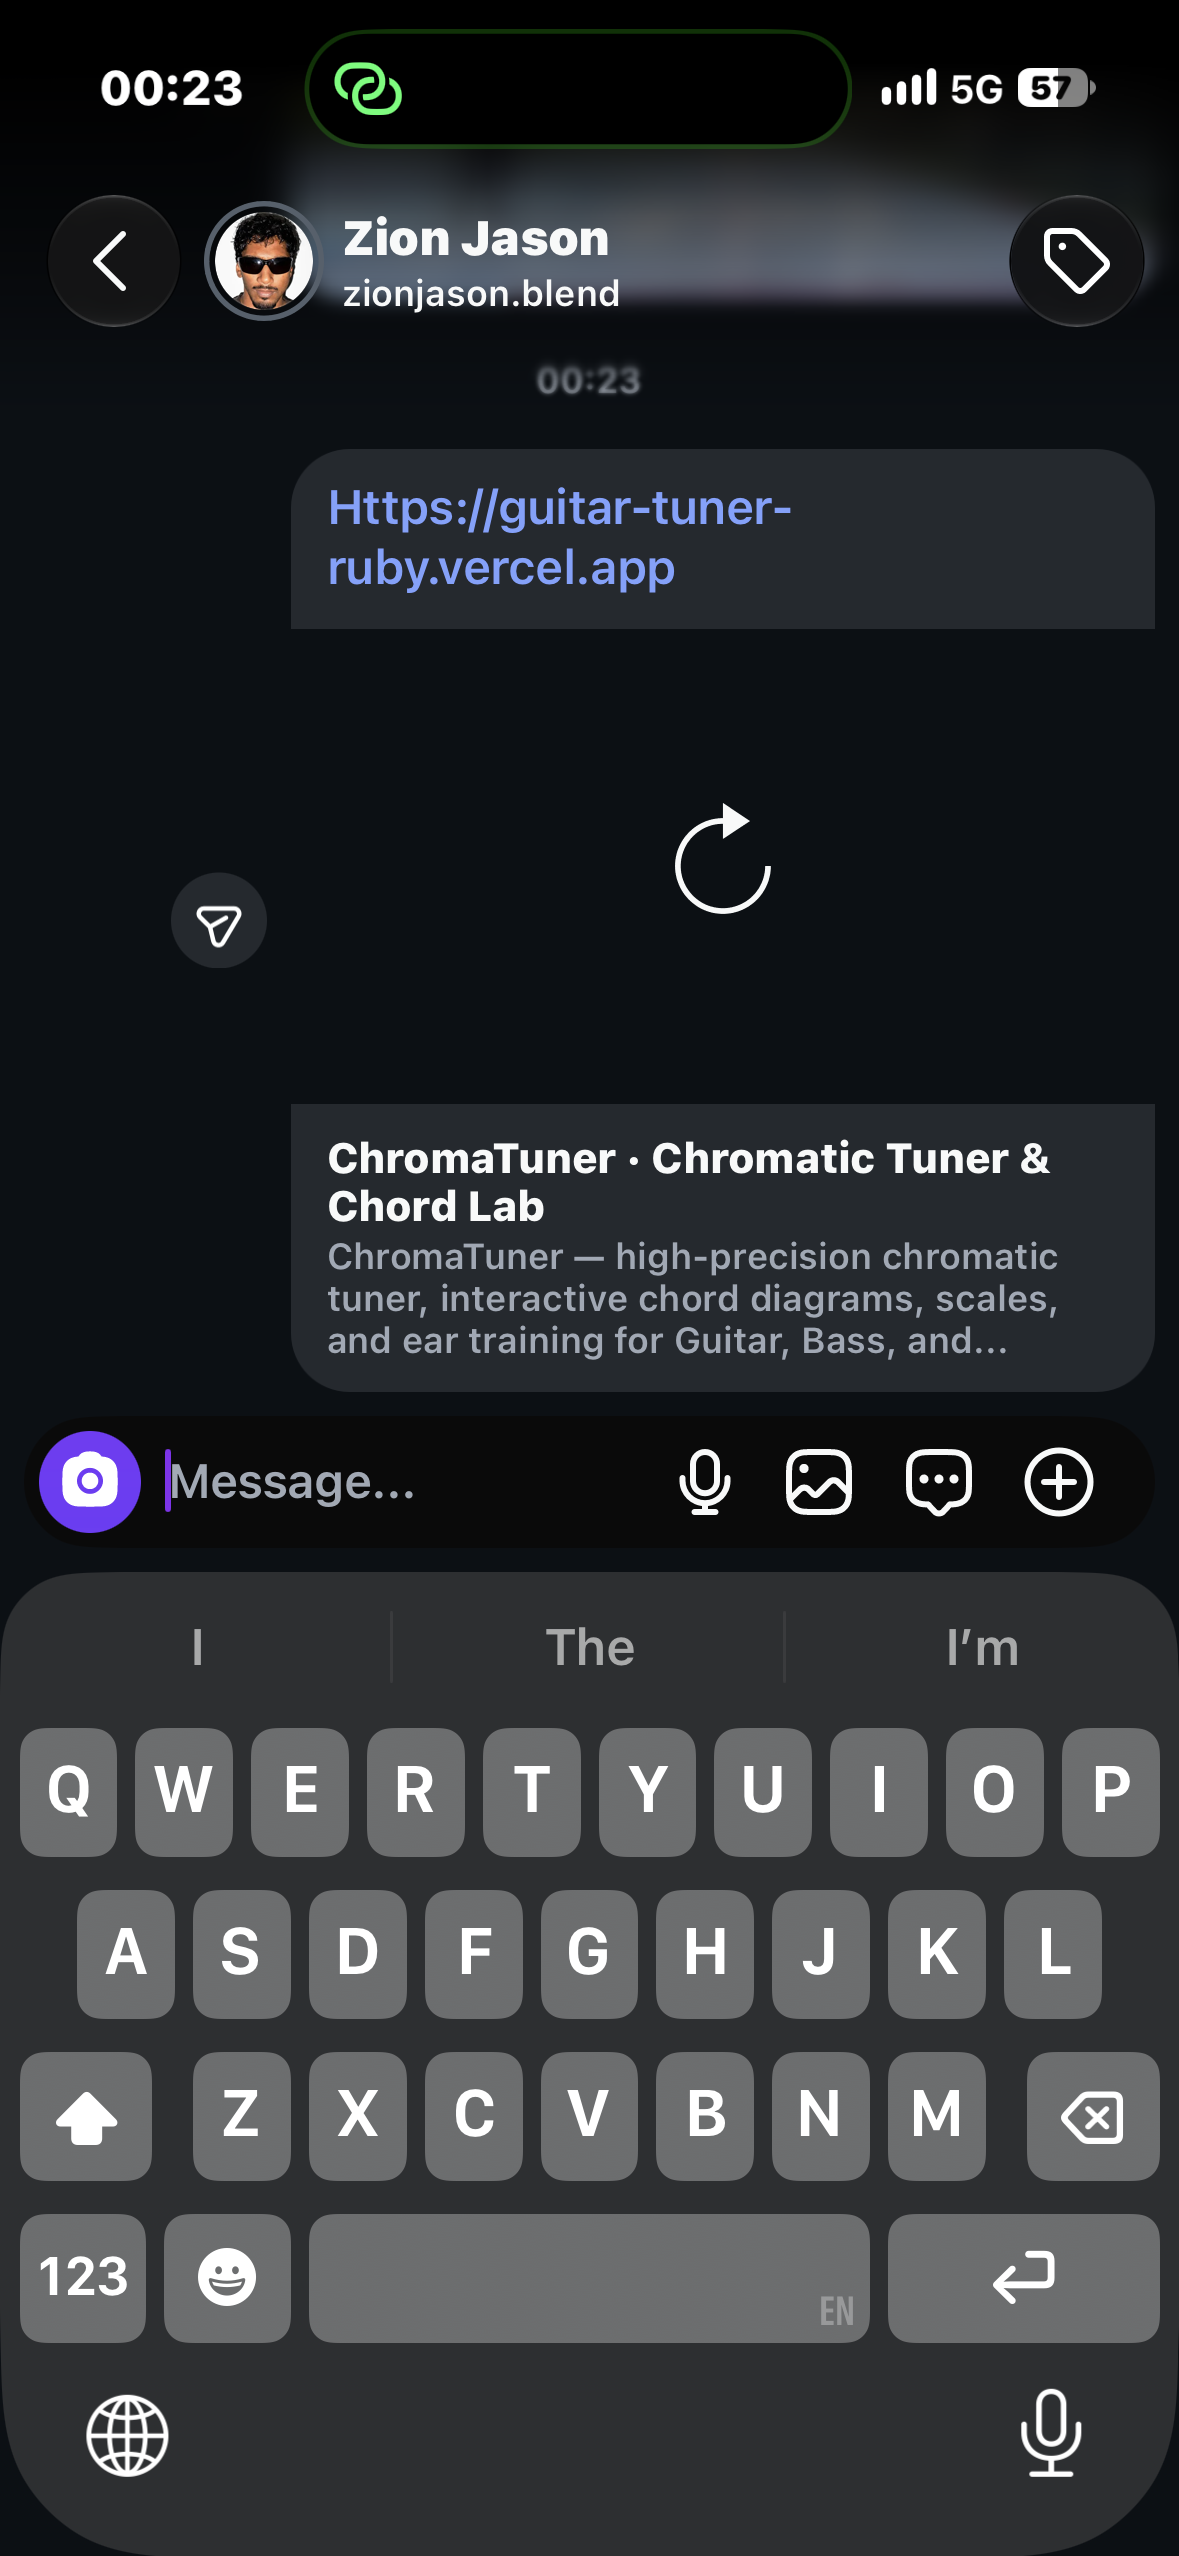 00:23
5G 57
Zion Jason
zionjason.blend
00:23
Https://guitar-tuner-
ruby.vercel.app
ChromaTuner · Chromatic Tuner &
Chord Lab
ChromaTuner — high-precision chromatic
tuner, interactive chord diagrams, scales,
and ear training for Guitar, Bass, and...
Message...
I The I’m
Q W E R T Y U I O P
A S D F G H J K L
Z X C V B N M
123
EN